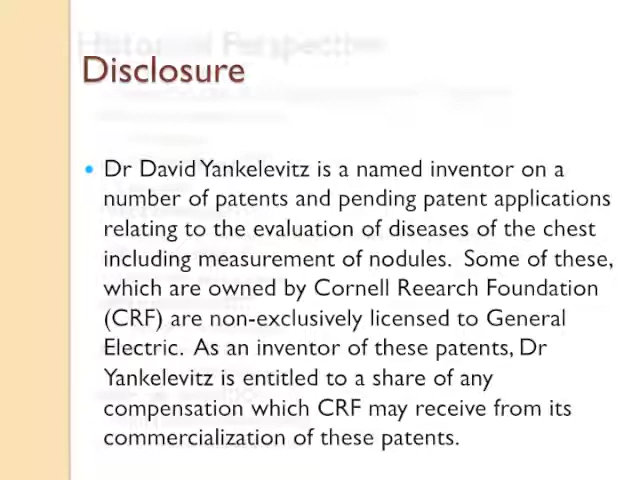 Historical Perspective
Disclosure
Dr David Yankelevitz is a named inventor on a
number of patents and pending patent applications
relating to the evaluation of diseases of the chest
including measurement of nodules. Some of these,
which are owned by Cornell Reearch Foundation
(CRF) are non-exclusively licensed to General
Electric. As an inventor of these patents, Dr
Yankelevitz is entitled to a share of any
compensation which CRF may receive from its
commercialization of these patents.